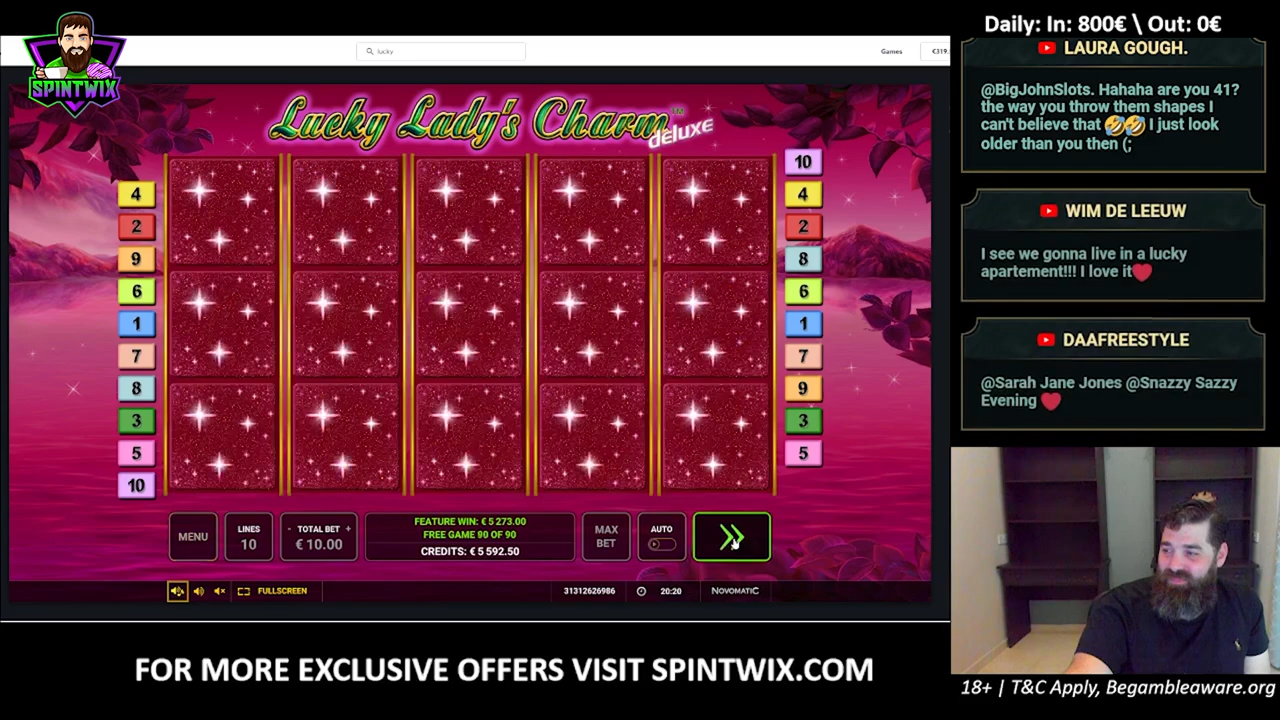 Daily: In: 800€ \ Out: 0€
SPINTWIX
lucky
Games
€319.
Lucky Lady's Charm™
deluxe
4
2
9
6
1
7
8
3
5
10
10
4
2
8
6
1
7
9
3
5
MENU
LINES
10
- TOTAL BET +
€ 10.00
FEATURE WIN: € 5 273.00
FREE GAME 90 OF 90
CREDITS: € 5 592.50
MAX
BET
AUTO
FULLSCREEN
31312626986
20:20
NOVOMATIC
LAURA GOUGH.
@BigJohnSlots. Hahaha are you 41?
the way you throw them shapes I
can't believe that 🤣🤣 I just look
older than you then (;
WIM DE LEEUW
I see we gonna live in a lucky
apartement!!! I love it❤
DAAFREESTYLE
@Sarah Jane Jones @Snazzy Sazzy
Evening ❤
FOR MORE EXCLUSIVE OFFERS VISIT SPINTWIX.COM
18+ | T&C Apply, Begambleaware.org